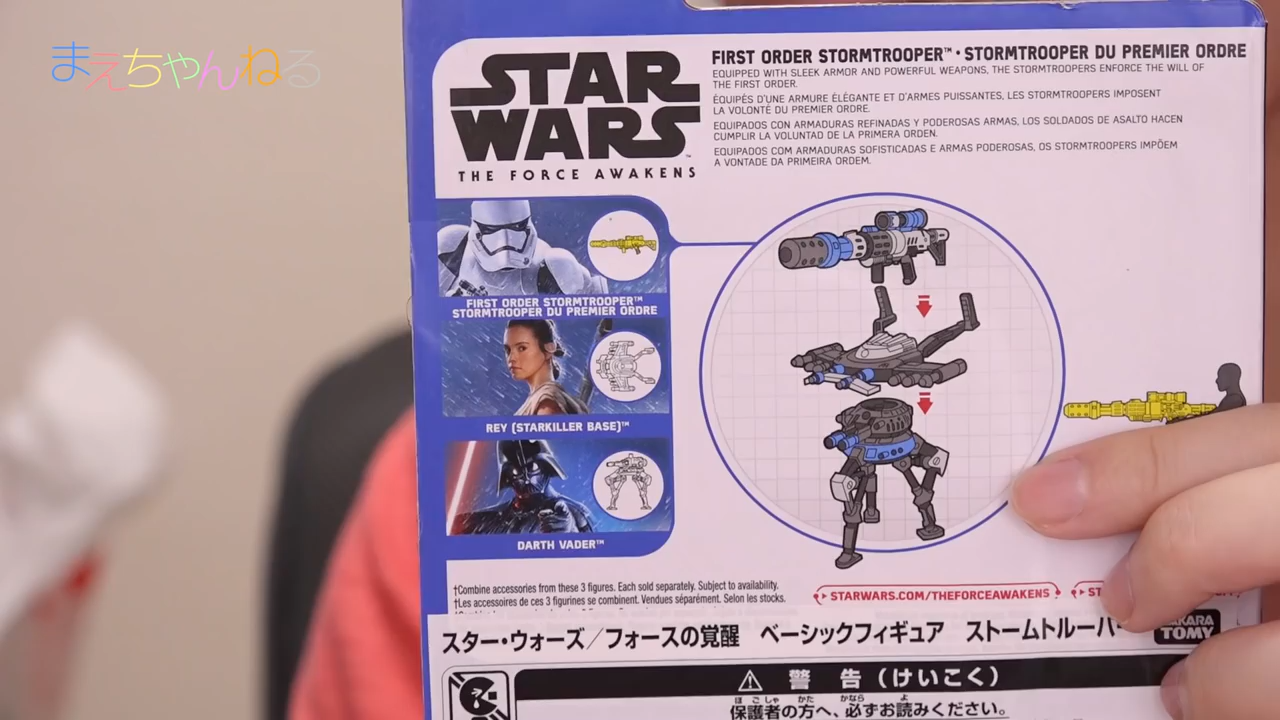 まえちゃんねる
STAR WARS™
THE FORCE AWAKENS
FIRST ORDER STORMTROOPER™ • STORMTROOPER DU PREMIER ORDRE
EQUIPPED WITH SLEEK ARMOR AND POWERFUL WEAPONS, THE STORMTROOPERS ENFORCE THE WILL OF
THE FIRST ORDER.
ÉQUIPÉS D'UNE ARMURE ÉLÉGANTE ET D'ARMES PUISSANTES, LES STORMTROOPERS IMPOSENT
LA VOLONTÉ DU PREMIER ORDRE.
EQUIPADOS CON ARMADURAS REFINADAS Y PODEROSAS ARMAS, LOS SOLDADOS DE ASALTO HACEN
CUMPLIR LA VOLUNTAD DE LA PRIMERA ORDEN.
EQUIPADOS COM ARMADURAS SOFISTICADAS E ARMAS PODEROSAS, OS STORMTROOPERS IMPÕEM
A VONTADE DA PRIMEIRA ORDEM.
FIRST ORDER STORMTROOPER™
STORMTROOPER DU PREMIER ORDRE
REY (STARKILLER BASE)™
DARTH VADER™
†Combine accessories from these 3 figures. Each sold separately. Subject to availability.
†Les accessoires de ces 3 figurines se combinent. Vendues séparément. Selon les stocks.
STARWARS.COM/THEFORCEAWAKENS
スター・ウォーズ／フォースの覚醒 ベーシックフィギュア ストームトルーパー
TOMY
警告(けいこく)
保護者の方へ、必ずお読みください。